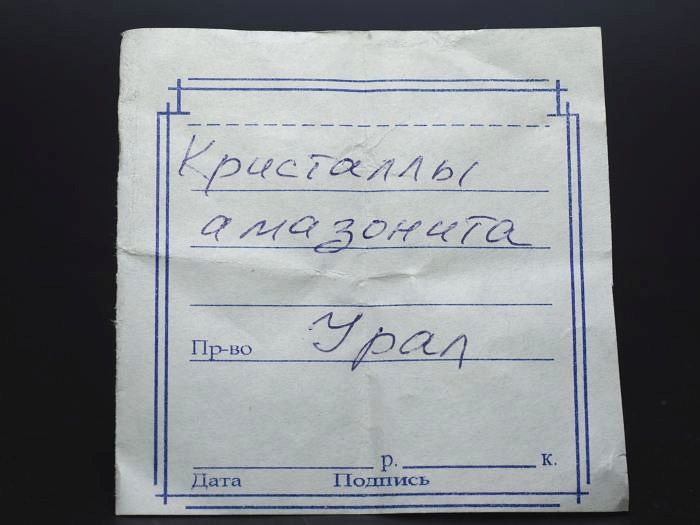 Кристаллы
амазонита
Пр-во Урал
р. к.
Дата Подпись